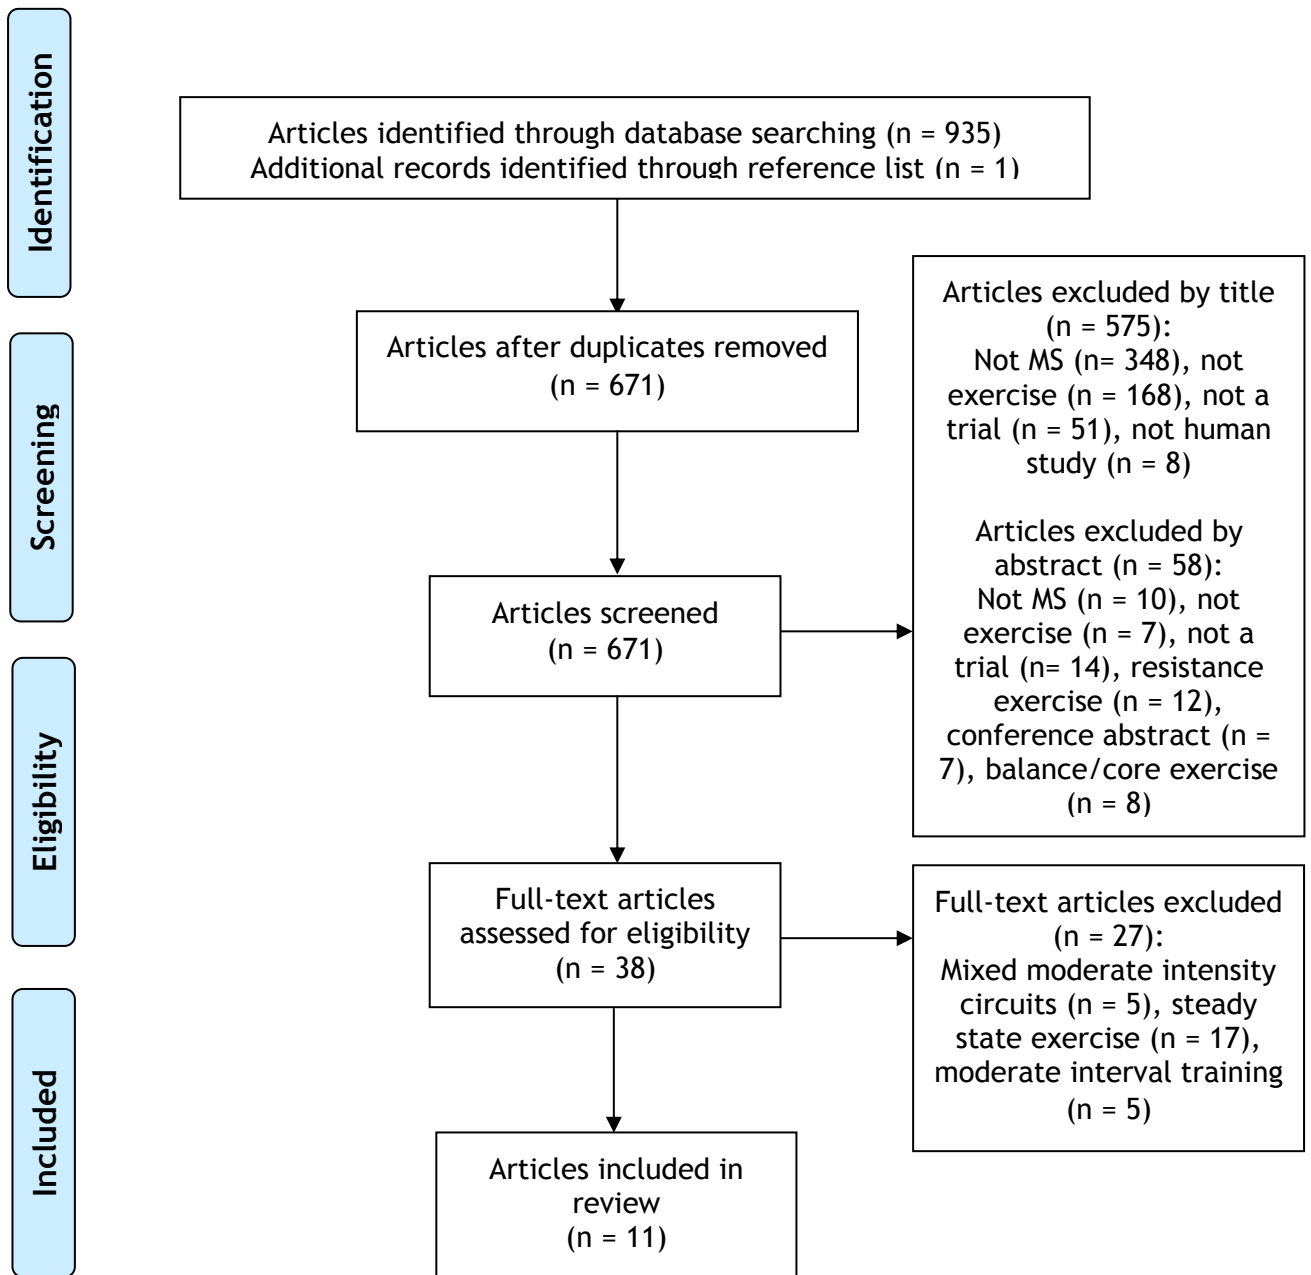 Identification
Articles identified through database searching (n = 935)
Additional records identified through reference list (n = 1)
Screening
Articles after duplicates removed
(n = 671)
Articles screened
(n = 671)
Articles excluded by title
(n = 575):
Not MS (n= 348), not
exercise (n = 168), not a
trial (n = 51), not human
study (n = 8)
Articles excluded by
abstract (n = 58):
Not MS (n = 10), not
exercise (n = 7), not a
trial (n= 14), resistance
exercise (n = 12),
conference abstract (n =
7), balance/core exercise
(n = 8)
Eligibility
Full-text articles
assessed for eligibility
(n = 38)
Full-text articles excluded
(n = 27):
Mixed moderate intensity
circuits (n = 5), steady
state exercise (n = 17),
moderate interval training
(n = 5)
Included
Articles included in
review
(n = 11)